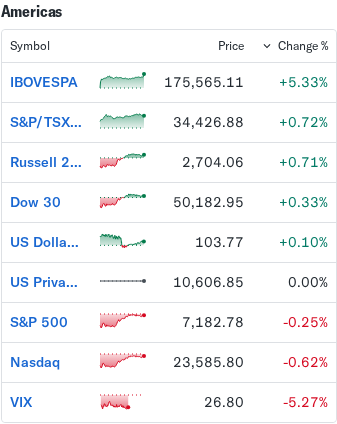 Americas
Symbol Price Change %
IBOVESPA 175,565.11 +5.33%
S&P/TSX... 34,426.88 +0.72%
Russell 2... 2,704.06 +0.71%
Dow 30 50,182.95 +0.33%
US Dolla... 103.77 +0.10%
US Priva... 10,606.85 0.00%
S&P 500 7,182.78 -0.25%
Nasdaq 23,585.80 -0.62%
VIX 26.80 -5.27%